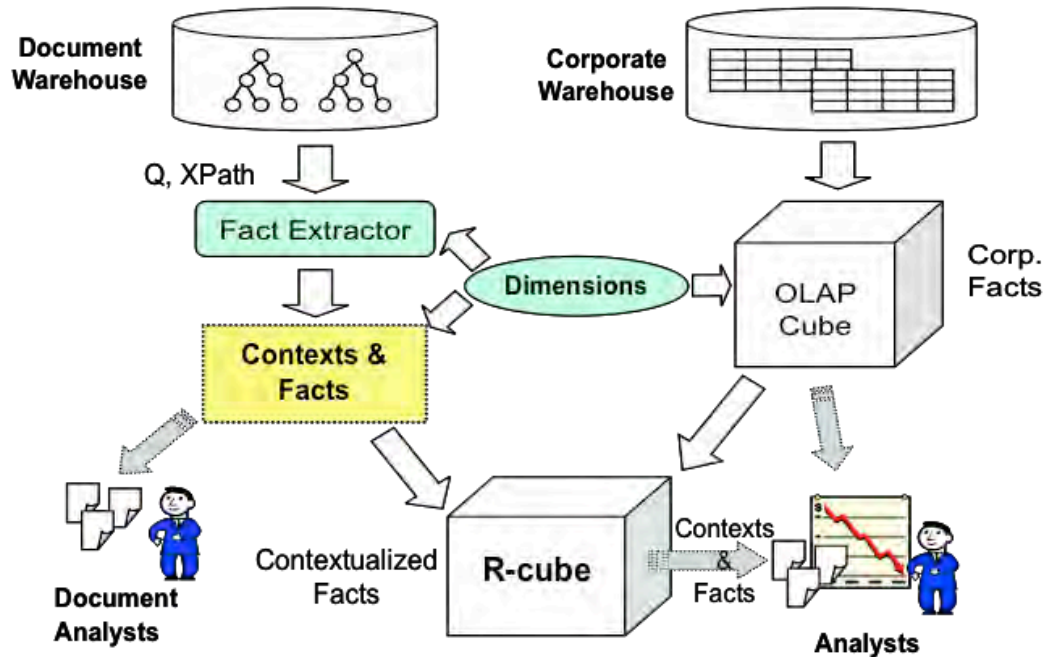 Document
Warehouse
Corporate
Warehouse
Q, XPath
Fact Extractor
Dimensions
OLAP
Cube
Corp.
Facts
Contexts &
Facts
Contextualized
Facts
R-cube
Contexts
&
Facts
$
Document
Analysts
Analysts